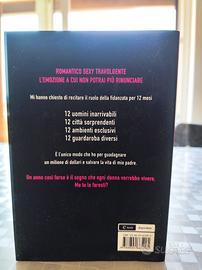 ROMANTICO SEXY TRAVOLGENTE
L'EMOZIONE A CUI NON POTRAI PIÙ RINUNCIARE
Mi hanno chiesto di recitare il ruolo della fidanzata per 12 mesi
12 uomini inarrivabili
12 città sorprendenti
12 ambienti esclusivi
12 guardaroba diversi
È l'unico modo che ho per guadagnare
un milione di dollari e salvare la vita di mio padre.
Un anno così forse è il sogno che ogni donna vorrebbe vivere.
Ma tu lo faresti?
subito